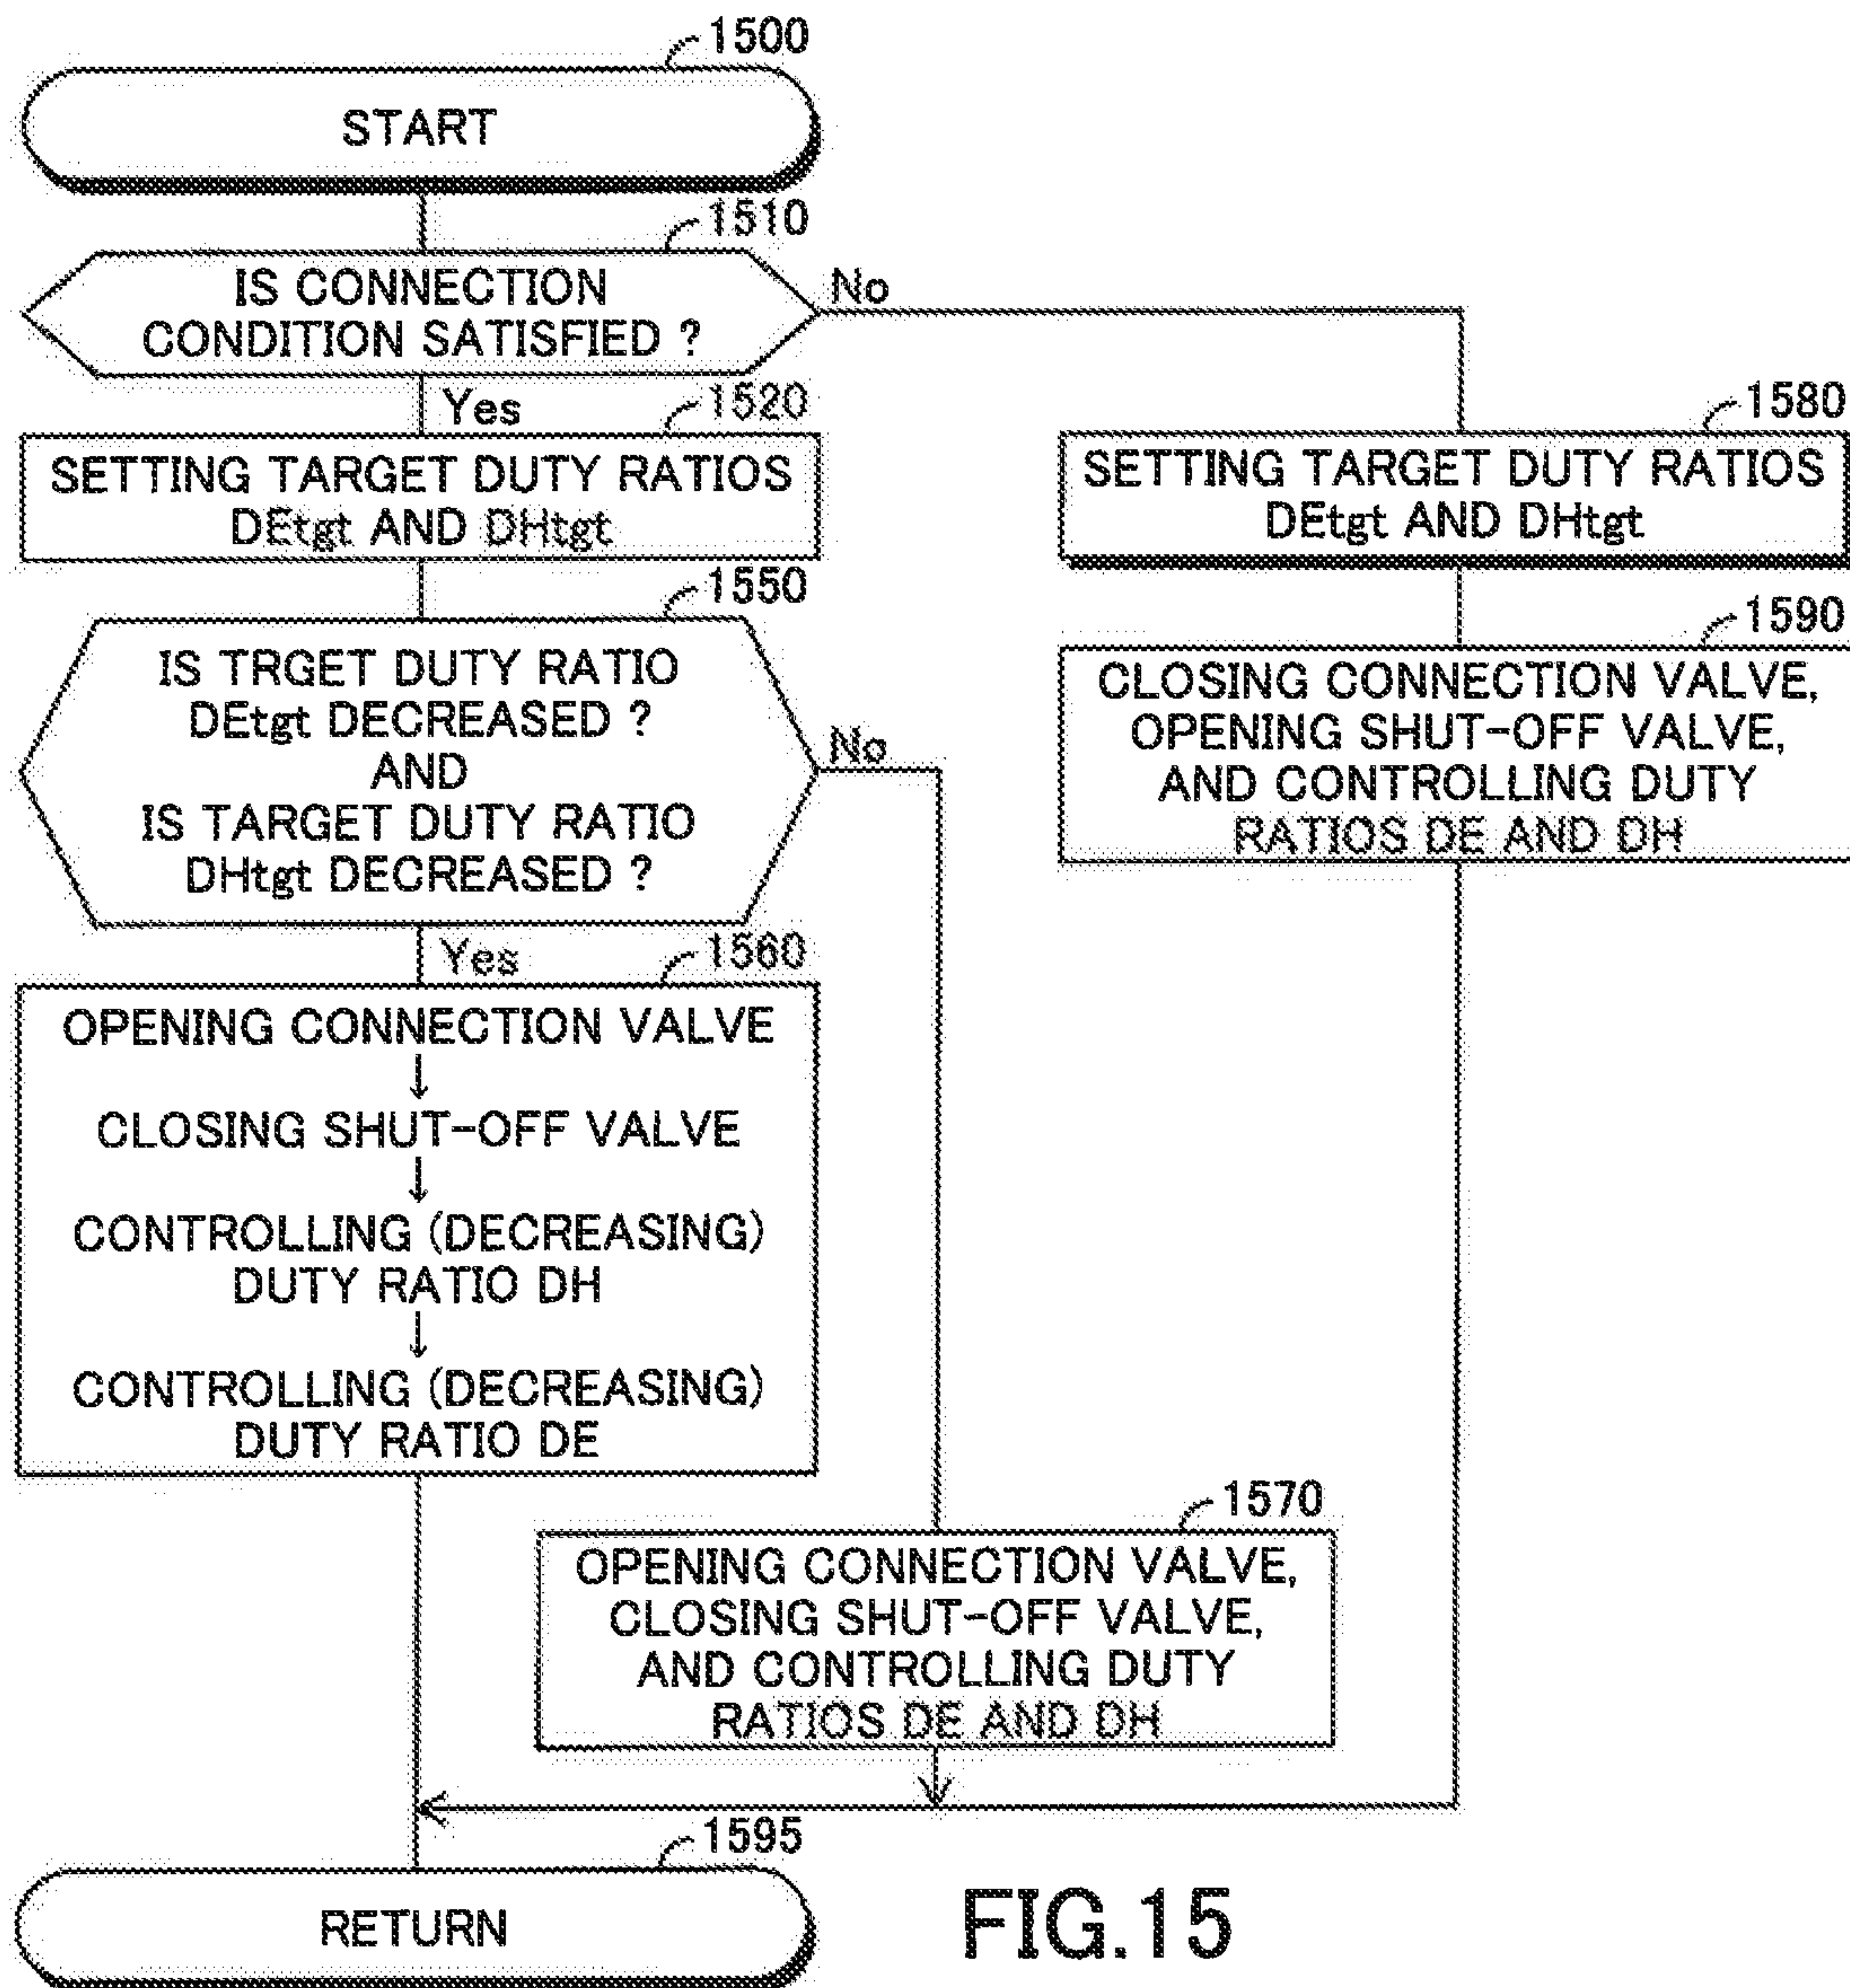 1500
START
1510
IS CONNECTION
CONDITION SATISFIED ?
No
Yes
1520
SETTING TARGET DUTY RATIOS
DEtgt AND DHtgt
1580
SETTING TARGET DUTY RATIOS
DEtgt AND DHtgt
1550
IS TRGET DUTY RATIO
DEtgt DECREASED ?
AND
IS TARGET DUTY RATIO
DHtgt DECREASED ?
No
Yes
1590
CLOSING CONNECTION VALVE,
OPENING SHUT-OFF VALVE,
AND CONTROLLING DUTY
RATIOS DE AND DH
1560
OPENING CONNECTION VALVE
↓
CLOSING SHUT-OFF VALVE
↓
CONTROLLING (DECREASING)
DUTY RATIO DH
↓
CONTROLLING (DECREASING)
DUTY RATIO DE
1570
OPENING CONNECTION VALVE,
CLOSING SHUT-OFF VALVE,
AND CONTROLLING DUTY
RATIOS DE AND DH
1595
RETURN
FIG.15